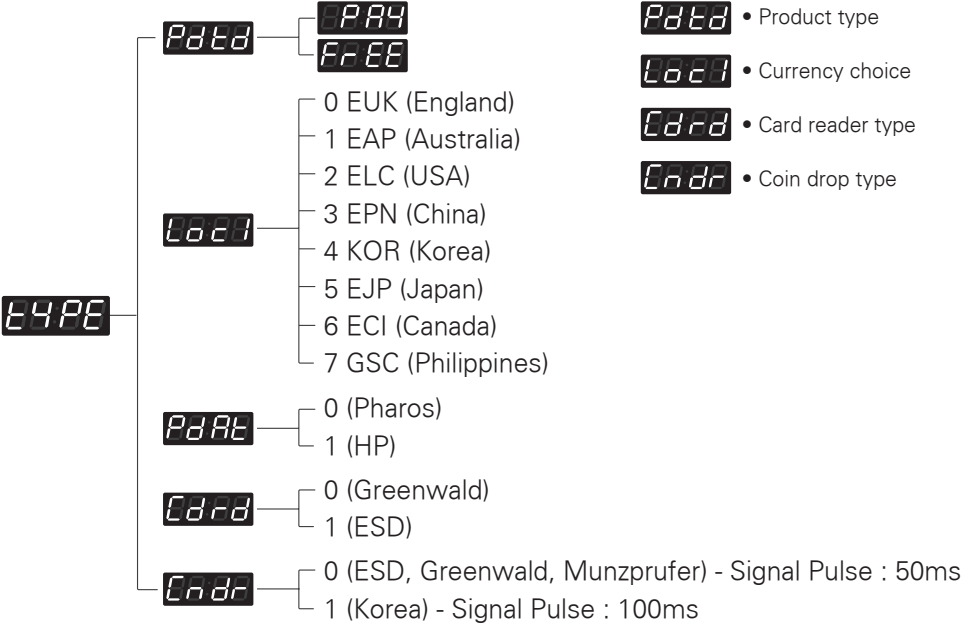 Pdtd
PAY
FrEE
0 EUK (England)
1 EAP (Australia)
2 ELC (USA)
3 EPN (China)
LocI
4 KOR (Korea)
5 EJP (Japan)
6 ECI (Canada)
7 GSC (Philippines)
tYPE
PdAt
0 (Pharos)
1 (HP)
Cdrd
0 (Greenwald)
1 (ESD)
Cndr
0 (ESD, Greenwald, Munzprufer) - Signal Pulse : 50ms
1 (Korea) - Signal Pulse : 100ms
Pdtd • Product type
LocI • Currency choice
Cdrd • Card reader type
Cndr • Coin drop type